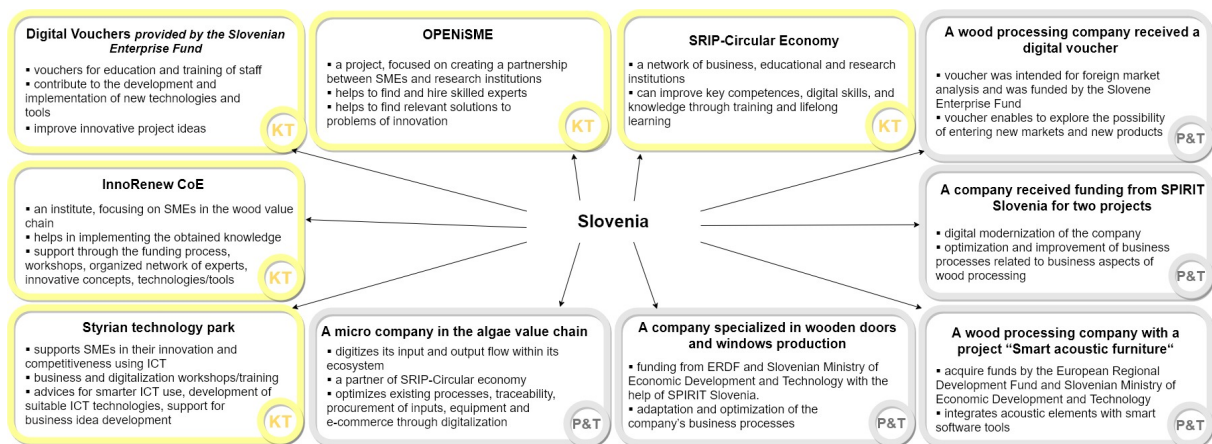 Digital Vouchers provided by the Slovenian
Enterprise Fund
▪ vouchers for education and training of staff
▪ contribute to the development and
implementation of new technologies and
tools
▪ improve innovative project ideas
KT
OPENiSME
▪ a project, focused on creating a partnership
between SMEs and research institutions
▪ helps to find and hire skilled experts
▪ helps to find relevant solutions to
problems of innovation
KT
SRIP-Circular Economy
▪ a network of business, educational and research
institutions
▪ can improve key competences, digital skills, and
knowledge through training and lifelong
learning
KT
A wood processing company received a
digital voucher
▪ voucher was intended for foreign market
analysis and was funded by the Slovene
Enterprise Fund
▪ voucher enables to explore the possibility
of entering new markets and new products
P&T
InnoRenew CoE
▪ an institute, focusing on SMEs in the wood value
chain
▪ helps in implementing the obtained knowledge
▪ support through the funding process,
workshops, organized network of experts,
innovative concepts, technologies/tools
KT
Slovenia
A company received funding from SPIRIT
Slovenia for two projects
▪ digital modernization of the company
▪ optimization and improvement of business
processes related to business aspects of
wood processing
P&T
Styrian technology park
▪ supports SMEs in their innovation and
competitiveness using ICT
▪ business and digitalization workshops/training
▪ advices for smarter ICT use, development of
suitable ICT technologies, support for
business idea development
KT
A micro company in the algae value chain
▪ digitizes its input and output flow within its
ecosystem
▪ a partner of SRIP-Circular economy
▪ optimizes existing processes, traceability,
procurement of inputs, equipment and
e-commerce through digitalization
P&T
A company specialized in wooden doors
and windows production
▪ funding from ERDF and Slovenian Ministry of
Economic Development and Technology with the
help of SPIRIT Slovenia.
▪ adaptation and optimization of the
company's business processes
P&T
A wood processing company with a
project “Smart acoustic furniture“
▪ acquire funds by the European Regional
Development Fund and Slovenian Ministry of
Economic Development and Technology
▪ integrates acoustic elements with smart
software tools
P&T